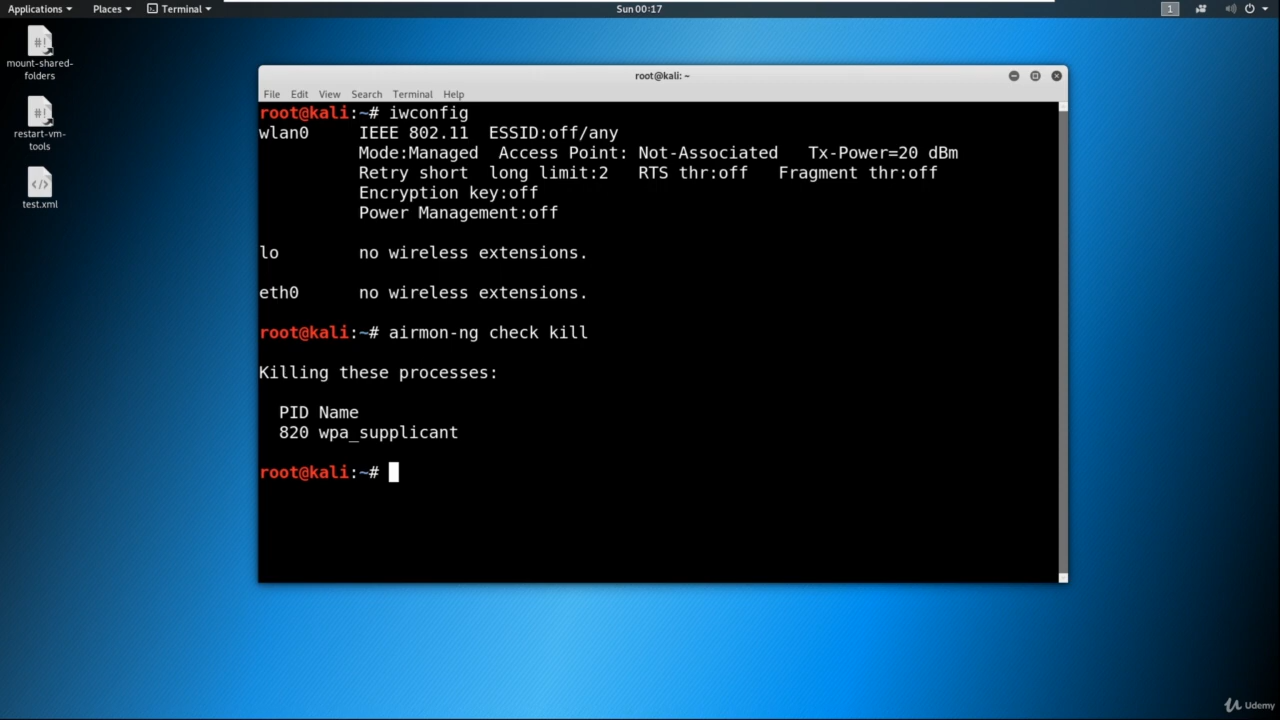 Applications Places Terminal Sun 00:17 1
mount-shared-
folders
restart-vm-
tools
test.xml
root@kali: ~
File Edit View Search Terminal Help
root@kali:~# iwconfig
wlan0 IEEE 802.11 ESSID:off/any
Mode:Managed Access Point: Not-Associated Tx-Power=20 dBm
Retry short long limit:2 RTS thr:off Fragment thr:off
Encryption key:off
Power Management:off
lo no wireless extensions.
eth0 no wireless extensions.
root@kali:~# airmon-ng check kill
Killing these processes:
PID Name
820 wpa_supplicant
root@kali:~#
Udemy